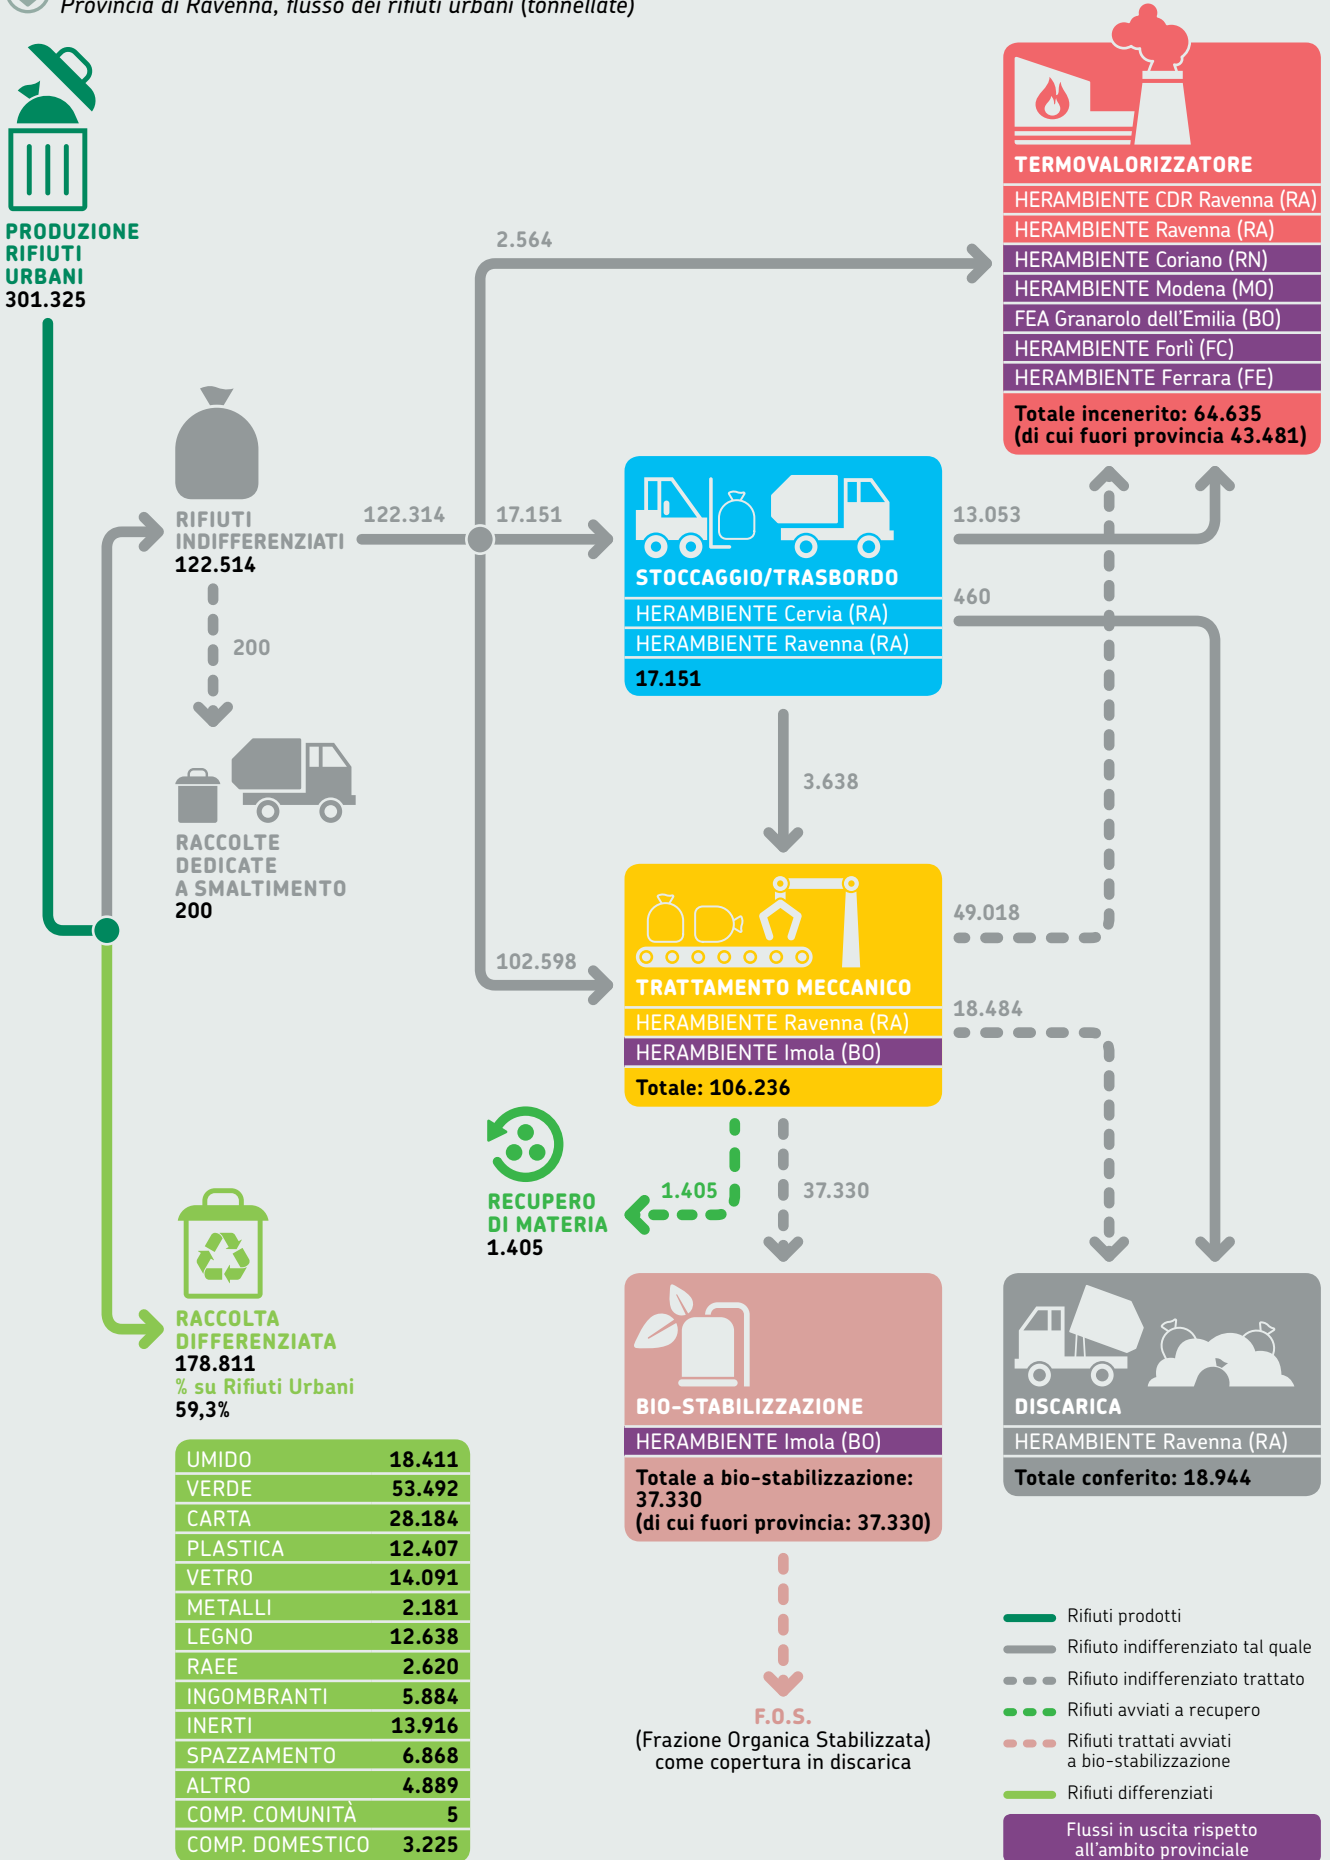 Provincia di Ravenna, flusso dei rifiuti urbani (tonnellate)
PRODUZIONE
RIFIUTI
URBANI
301.325
RIFIUTI
INDIFFERENZIATI
122.514
200
RACCOLTE
DEDICATE
A SMALTIMENTO
200
122.314
2.564
17.151
102.598
TERMOVALORIZZATORE
HERAMBIENTE CDR Ravenna (RA)
HERAMBIENTE Ravenna (RA)
HERAMBIENTE Coriano (RN)
HERAMBIENTE Modena (MO)
FEA Granarolo dell'Emilia (BO)
HERAMBIENTE Forlì (FC)
HERAMBIENTE Ferrara (FE)
Totale incenerito: 64.635
(di cui fuori provincia 43.481)
STOCCAGGIO/TRASBORDO
HERAMBIENTE Cervia (RA)
HERAMBIENTE Ravenna (RA)
17.151
13.053
460
3.638
TRATTAMENTO MECCANICO
HERAMBIENTE Ravenna (RA)
HERAMBIENTE Imola (BO)
Totale: 106.236
49.018
18.484
1.405
37.330
RECUPERO
DI MATERIA
1.405
RACCOLTA
DIFFERENZIATA
178.811
% su Rifiuti Urbani
59,3%
UMIDO 18.411
VERDE 53.492
CARTA 28.184
PLASTICA 12.407
VETRO 14.091
METALLI 2.181
LEGNO 12.638
RAEE 2.620
INGOMBRANTI 5.884
INERTI 13.916
SPAZZAMENTO 6.868
ALTRO 4.889
COMP. COMUNITÀ 5
COMP. DOMESTICO 3.225
BIO-STABILIZZAZIONE
HERAMBIENTE Imola (BO)
Totale a bio-stabilizzazione:
37.330
(di cui fuori provincia: 37.330)
F.O.S.
(Frazione Organica Stabilizzata)
come copertura in discarica
DISCARICA
HERAMBIENTE Ravenna (RA)
Totale conferito: 18.944
Rifiuti prodotti
Rifiuto indifferenziato tal quale
Rifiuto indifferenziato trattato
Rifiuti avviati a recupero
Rifiuti trattati avviati
a bio-stabilizzazione
Rifiuti differenziati
Flussi in uscita rispetto
all'ambito provinciale